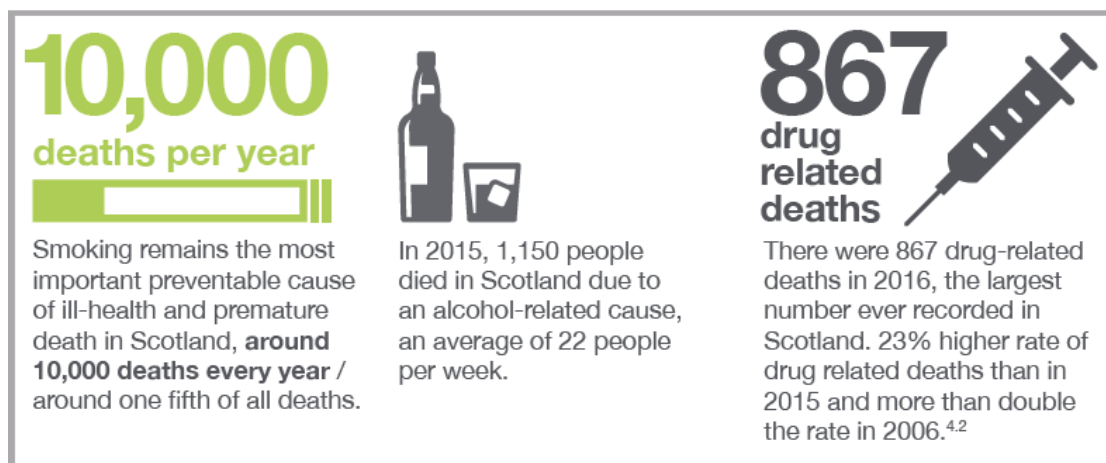 10,000
deaths per year
Smoking remains the most
important preventable cause
of ill-health and premature
death in Scotland, around
10,000 deaths every year /
around one fifth of all deaths.
In 2015, 1,150 people
died in Scotland due to
an alcohol-related cause,
an average of 22 people
per week.
867
drug
related
deaths
There were 867 drug-related
deaths in 2016, the largest
number ever recorded in
Scotland. 23% higher rate of
drug related deaths than in
2015 and more than double
the rate in 2006.4.2